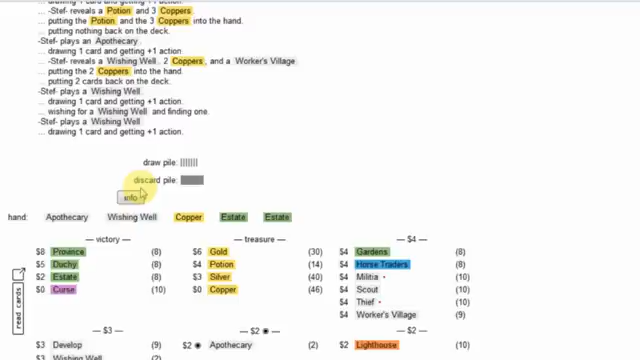 -Stef- reveals a Potion and 3 Coppers
... putting the Potion and the 3 Coppers into the hand.
... putting nothing back on the deck.
-Stef- plays an Apothecary.
... drawing 1 card and getting +1 action.
... -Stef- reveals a Wishing Well, 2 Coppers, and a Worker's Village
... putting the 2 Coppers into the hand.
... putting 2 cards back on the deck.
-Stef- plays a Wishing Well
... drawing 1 card and getting +1 action.
... wishing for a Wishing Well and finding one.
-Stef- plays a Wishing Well
... drawing 1 card and getting +1 action.
draw pile:
discard pile:
info
hand: Apothecary Wishing Well Copper Estate Estate
— victory — — treasure — — $4 —
$8 Province (8) $6 Gold (30) $4 Gardens (8)
$5 Duchy (8) $4 Potion (14) $4 Horse Traders (8)
$2 Estate (8) $3 Silver (40) $4 Militia (10)
$0 Curse (10) $0 Copper (46) $4 Scout (10)
$4 Thief (10)
$4 Worker's Village (9)
read cards
— $3 — — $2 ◉ — — $2 —
$3 Develop (9) $2 ◉ Apothecary (2) $2 Lighthouse (10)
$3 Wishing Well